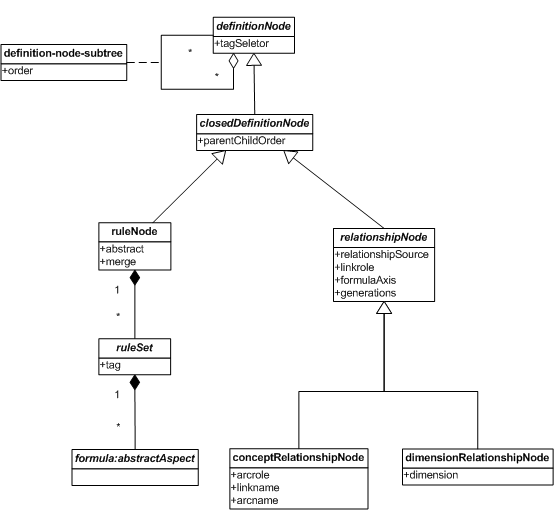 definitionNode
+tagSeletor
definition-node-subtree
+order
*
*
closedDefinitionNode
+parentChildOrder
ruleNode
+abstract
+merge
relationshipNode
+relationshipSource
+linkrole
+formulaAxis
+generations
1
*
ruleSet
+tag
1
*
formula:abstractAspect
conceptRelationshipNode
+arcrole
+linkname
+arcname
dimensionRelationshipNode
+dimension